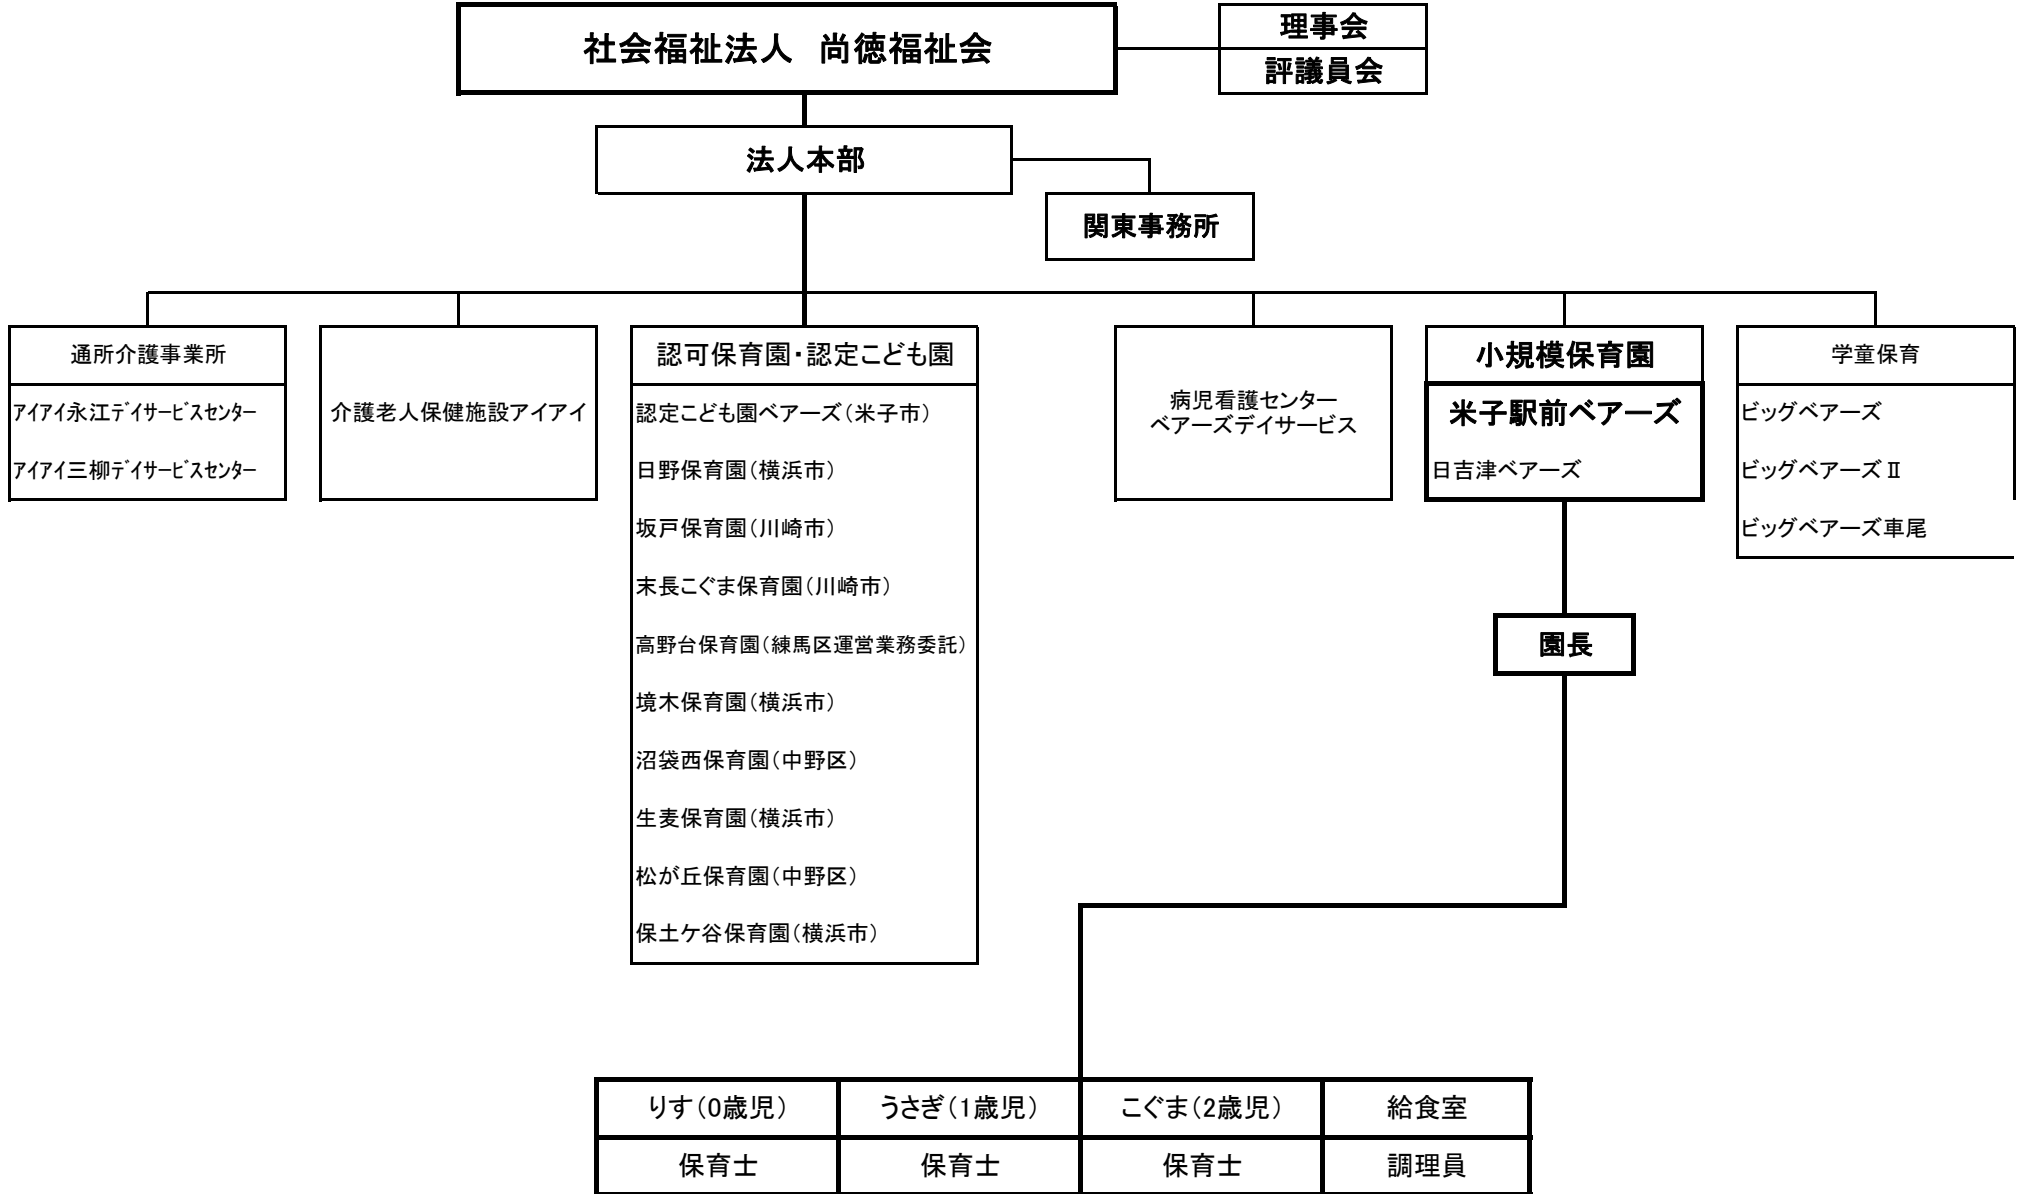 社会福祉法人　尚徳福祉会
理事会
評議員会
法人本部
関東事務所
通所介護事業所
ｱｲｱｲ永江ﾃﾞｲｻｰﾋﾞｽｾﾝﾀｰ
ｱｲｱｲ三柳ﾃﾞｲｻｰﾋﾞｽｾﾝﾀｰ
介護老人保健施設アイアイ
認可保育園・認定こども園
認定こども園ベアーズ（米子市）
日野保育園（横浜市）
坂戸保育園（川崎市）
末長こぐま保育園（川崎市）
高野台保育園（練馬区運営業務委託）
境木保育園（横浜市）
沼袋西保育園（中野区）
生麦保育園（横浜市）
松が丘保育園（中野区）
保土ケ谷保育園（横浜市）
病児看護センター
ベアーズデイサービス
小規模保育園
米子駅前ベアーズ
日吉津ベアーズ
学童保育
ビッグベアーズ
ビッグベアーズⅡ
ビッグベアーズ車尾
園長
りす（0歳児）
うさぎ（1歳児）
こぐま（2歳児）
給食室
保育士
保育士
保育士
調理員